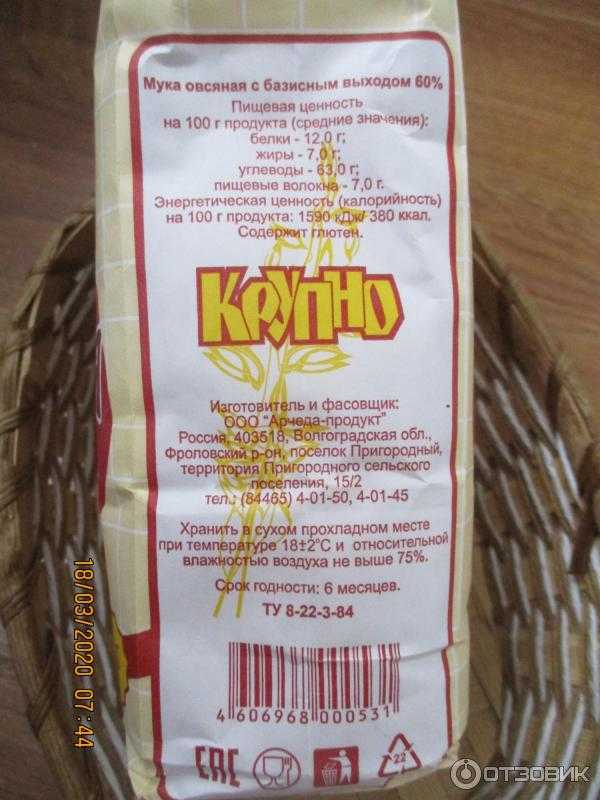 Мука овсяная с базисным выходом 60%
Пищевая ценность
на 100 г продукта (средние значения):
белки - 12,0 г;
жиры - 7,0 г;
углеводы - 63,0 г;
пищевые волокна - 7,0 г.
Энергетическая ценность (калорийность)
на 100 г продукта: 1590 кДж/ 380 ккал.
Содержит глютен.
КРУПНО
Изготовитель и фасовщик:
ООО "Арчеда-продукт"
Россия, 403518, Волгоградская обл.,
Фроловский р-он, поселок Пригородный,
территория Пригородного сельского
поселения, 15/2
тел.: (84465) 4-01-50, 4-01-45
Хранить в сухом прохладном месте
при температуре 18±2°С и относительной
влажностью воздуха не выше 75%.
Срок годности: 6 месяцев.
ТУ 8-22-3-84
4 606968 000531
EAC
22
18/03/2020 07:44
ОТЗОВИК